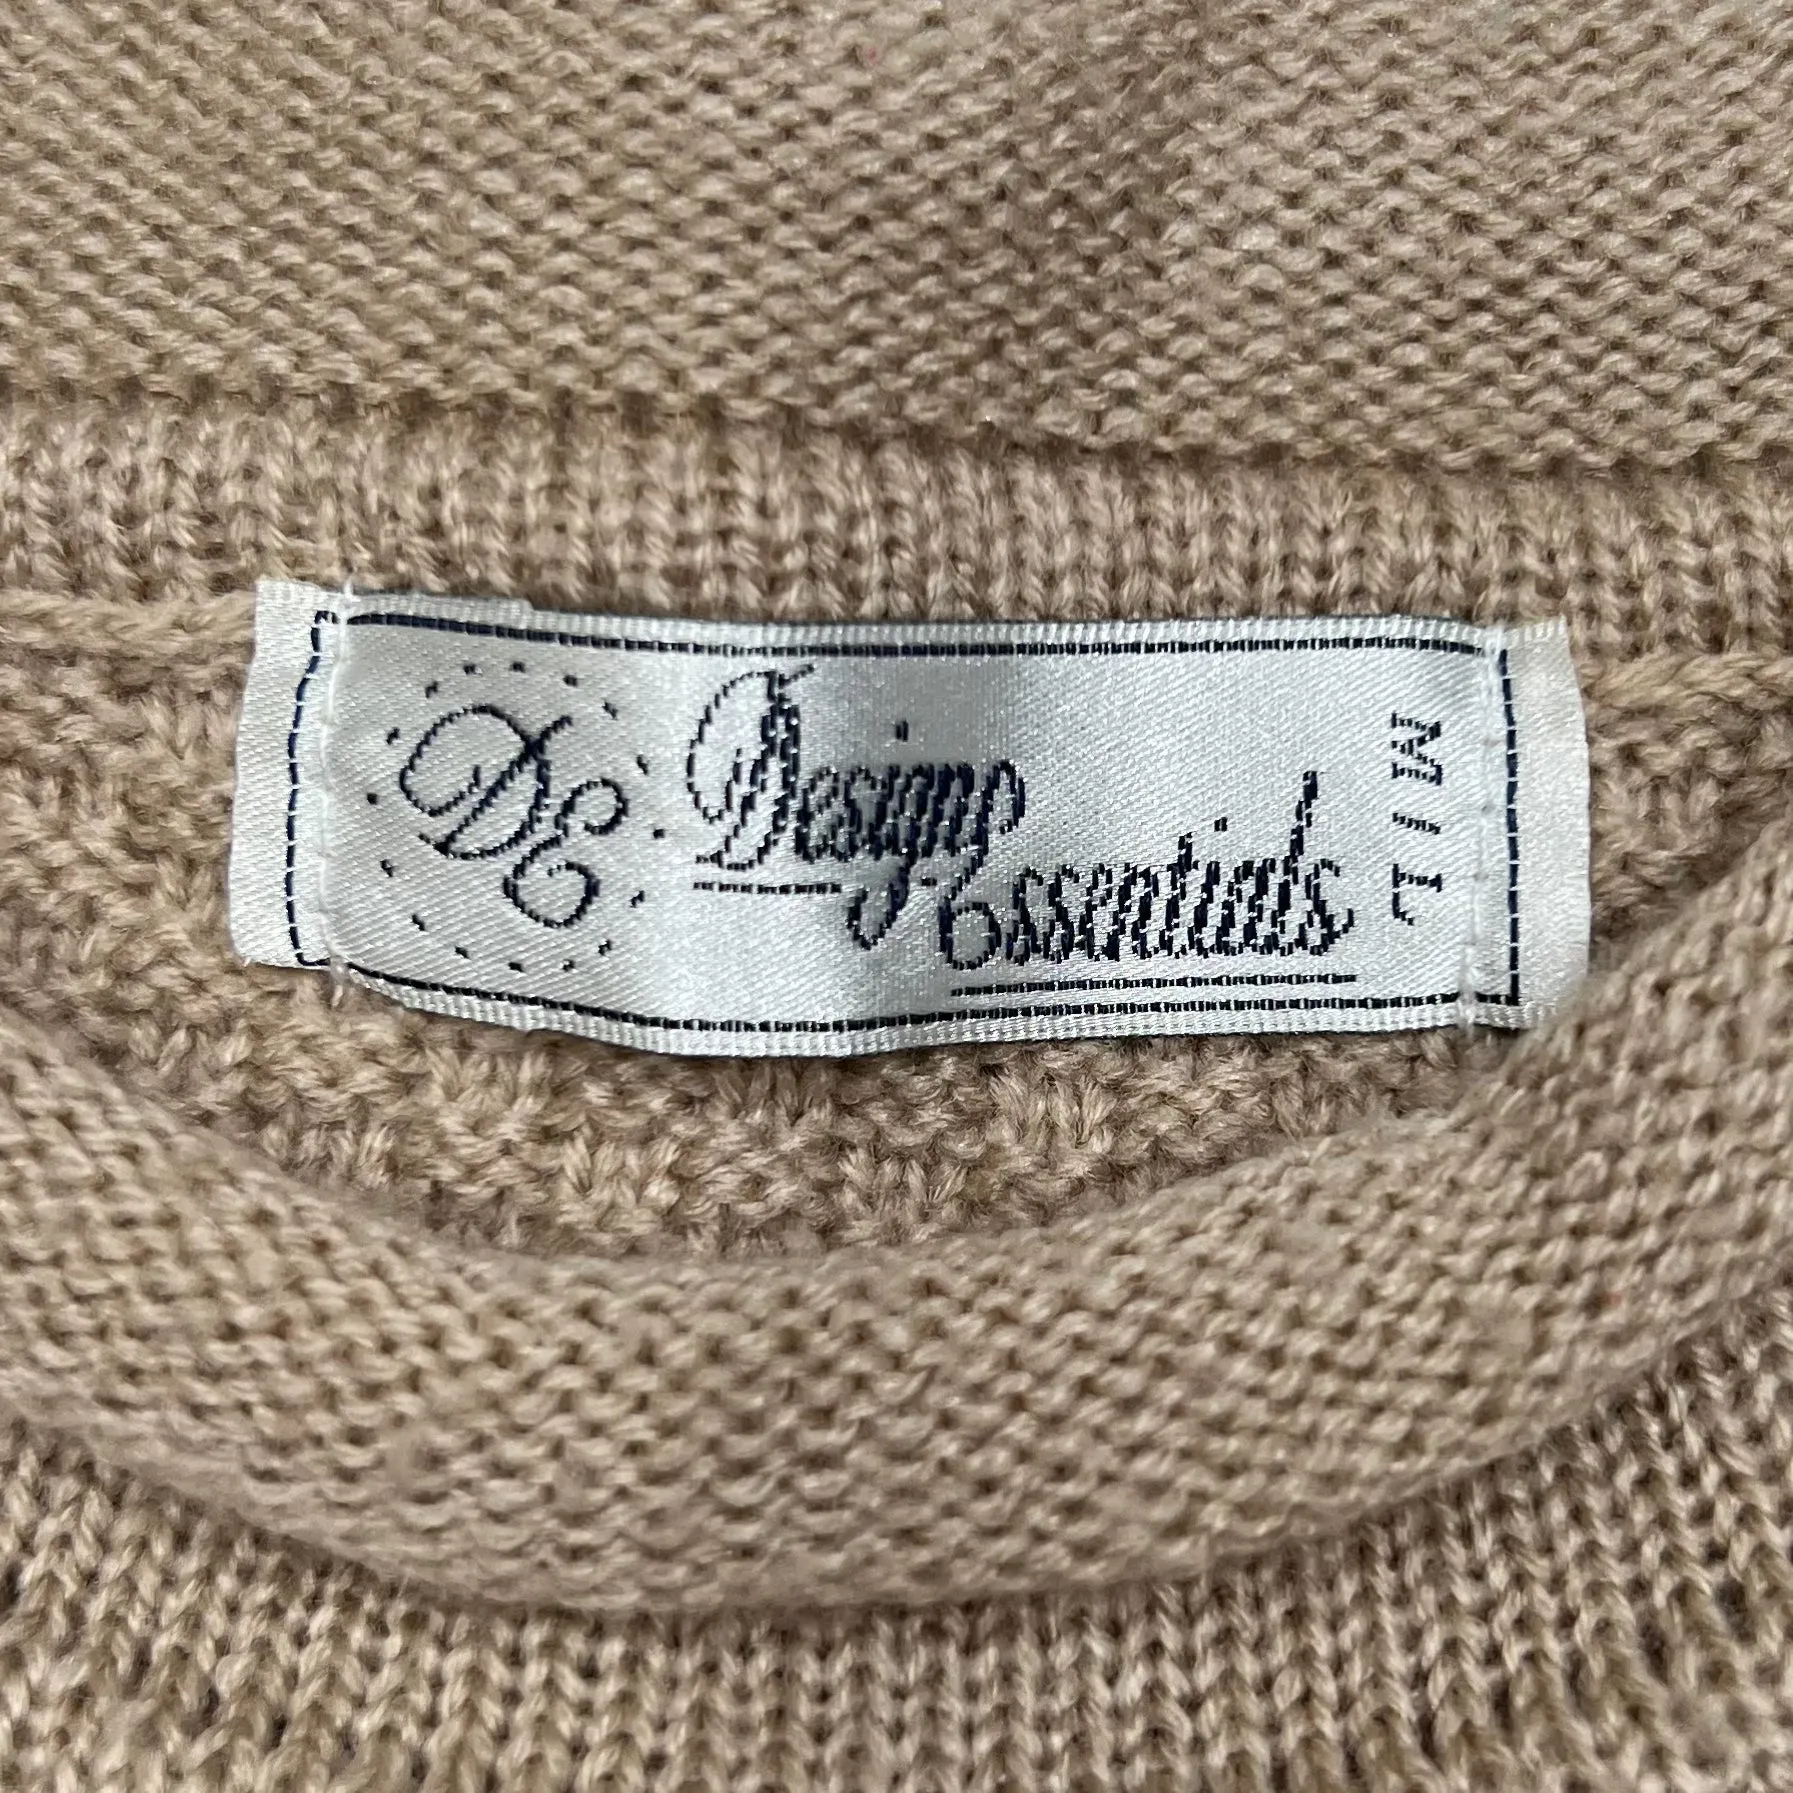 DE
Design
Essentials
M/L